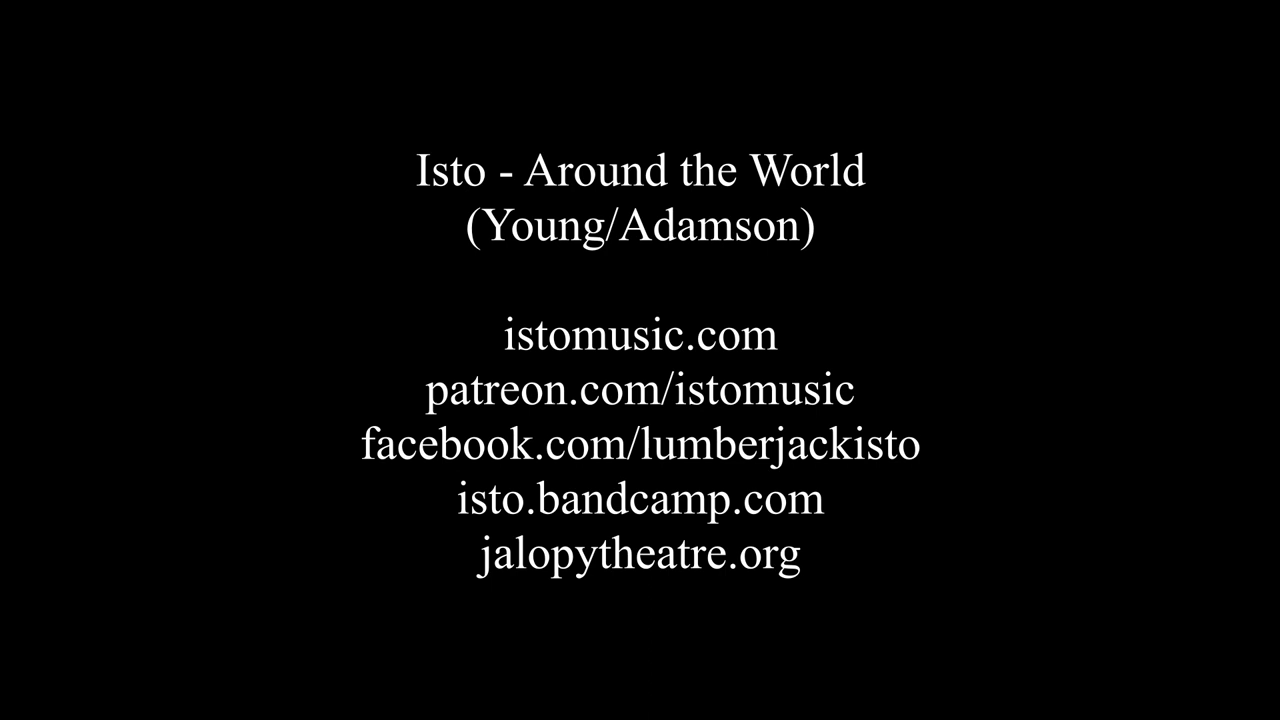 Isto - Around the World
(Young/Adamson)
istomusic.com
patreon.com/istomusic
facebook.com/lumberjackisto
isto.bandcamp.com
jalopytheatre.org